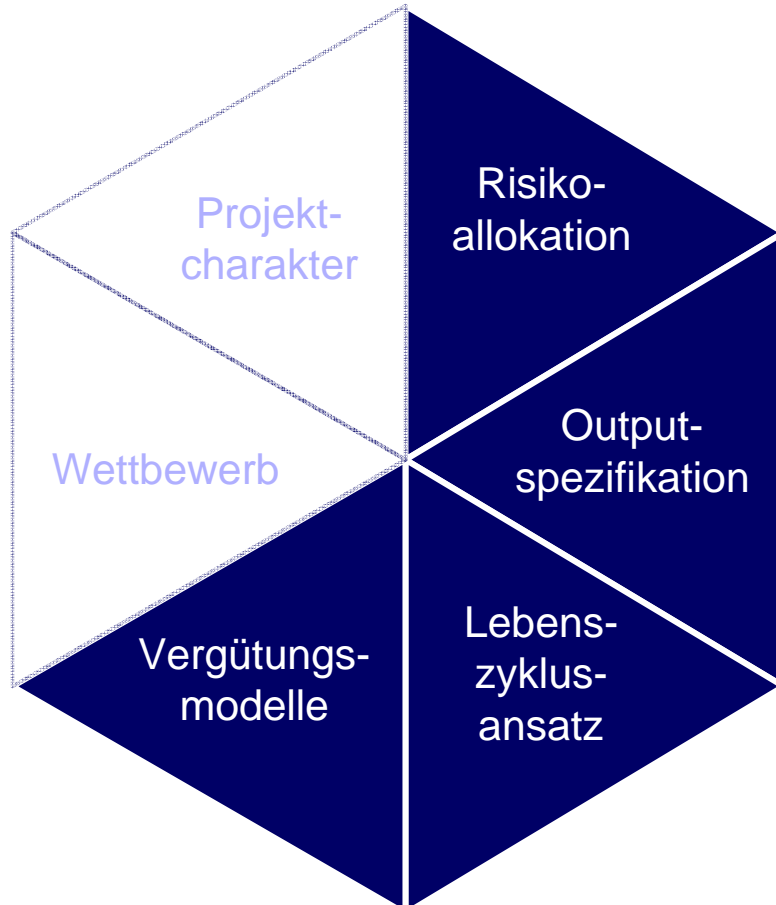 Projekt-
charakter
Risiko-
allokation
Wettbewerb
Output-
spezifikation
Vergütungs-
modelle
Lebens-
zyklus-
ansatz